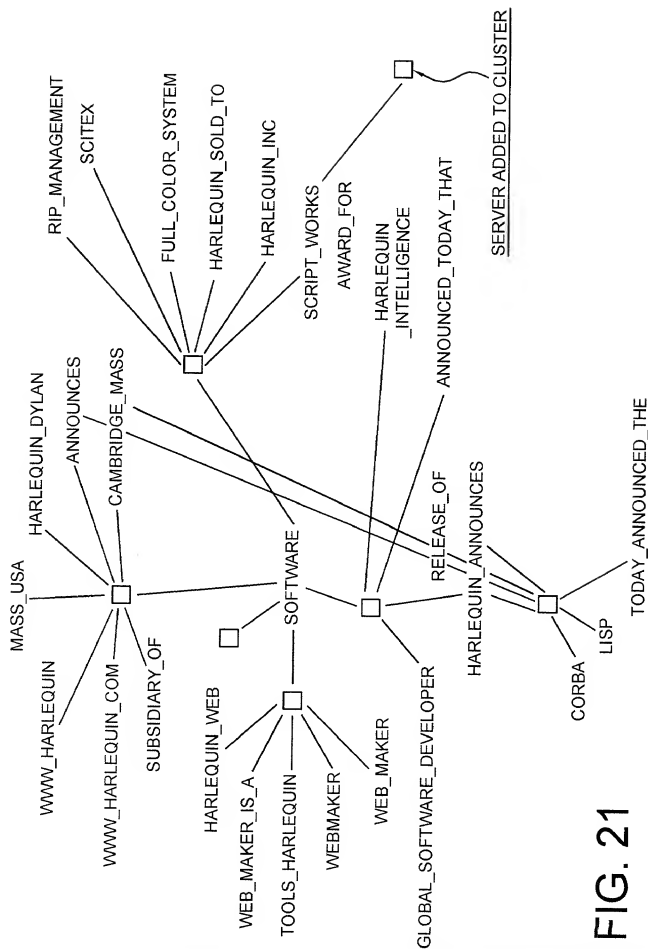 RIP_MANAGEMENT
SCITEX
FULL_COLOR_SYSTEM
HARLEQUIN_SOLD_TO
HARLEQUIN_INC
SCRIPT_WORKS
AWARD_FOR
SERVER ADDED TO CLUSTER
HARLEQUIN
_INTELLIGENCE
ANNOUNCED_TODAY_THAT
MASS_USA
HARLEQUIN_DYLAN
ANNOUNCES
CAMBRIDGE_MASS
WWW_HARLEQUIN
WWW_HARLEQUIN_COM
SUBSIDIARY_OF
SOFTWARE
RELEASE_OF
HARLEQUIN_ANNOUNCES
HARLEQUIN_WEB
WEB_MAKER_IS_A
TOOLS_HARLEQUIN
WEBMAKER
WEB_MAKER
GLOBAL_SOFTWARE_DEVELOPER
CORBA
LISP
TODAY_ANNOUNCED_THE
FIG. 21